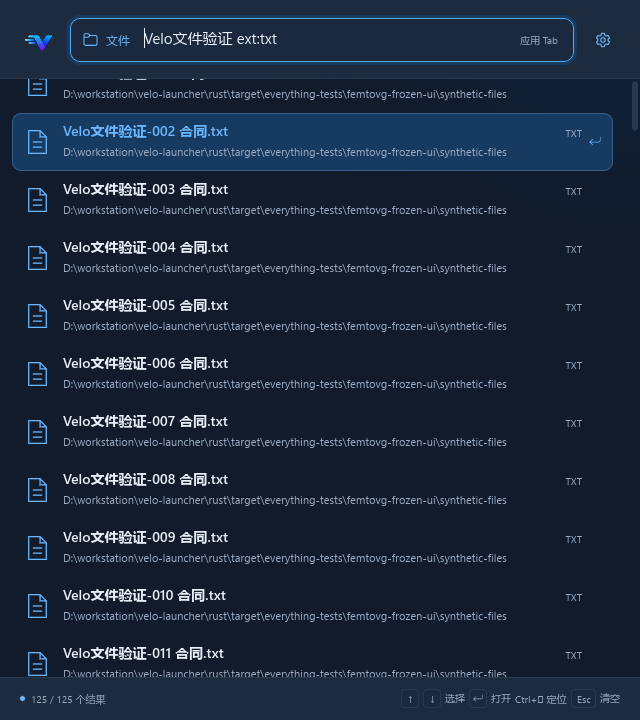 文件 Velo文件验证 ext:txt 应用 Tab
D:\workstation\velo-launcher\rust\target\everything-tests\femtovg-frozen-ui\synthetic-files
Velo文件验证-002 合同.txt TXT
D:\workstation\velo-launcher\rust\target\everything-tests\femtovg-frozen-ui\synthetic-files
Velo文件验证-003 合同.txt TXT
D:\workstation\velo-launcher\rust\target\everything-tests\femtovg-frozen-ui\synthetic-files
Velo文件验证-004 合同.txt TXT
D:\workstation\velo-launcher\rust\target\everything-tests\femtovg-frozen-ui\synthetic-files
Velo文件验证-005 合同.txt TXT
D:\workstation\velo-launcher\rust\target\everything-tests\femtovg-frozen-ui\synthetic-files
Velo文件验证-006 合同.txt TXT
D:\workstation\velo-launcher\rust\target\everything-tests\femtovg-frozen-ui\synthetic-files
Velo文件验证-007 合同.txt TXT
D:\workstation\velo-launcher\rust\target\everything-tests\femtovg-frozen-ui\synthetic-files
Velo文件验证-008 合同.txt TXT
D:\workstation\velo-launcher\rust\target\everything-tests\femtovg-frozen-ui\synthetic-files
Velo文件验证-009 合同.txt TXT
D:\workstation\velo-launcher\rust\target\everything-tests\femtovg-frozen-ui\synthetic-files
Velo文件验证-010 合同.txt TXT
D:\workstation\velo-launcher\rust\target\everything-tests\femtovg-frozen-ui\synthetic-files
Velo文件验证-011 合同.txt TXT
D:\workstation\velo-launcher\rust\target\everything-tests\femtovg-frozen-ui\synthetic-files
125 / 125 个结果 ↑ ↓ 选择 ↵ 打开 Ctrl+▯ 定位 Esc 清空